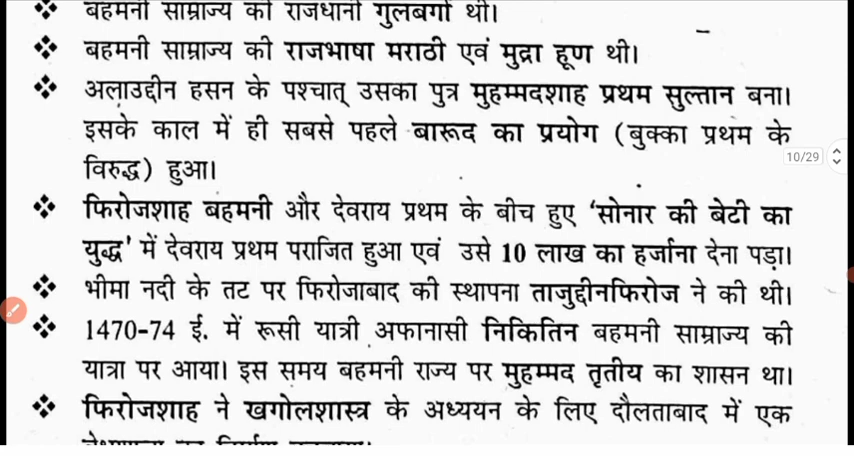 ❖ बहमनी साम्राज्य की राजधानी गुलबर्गा थी।
❖ बहमनी साम्राज्य की राजभाषा मराठी एवं मुद्रा हूण थी।
❖ अलाउद्दीन हसन के पश्चात् उसका पुत्र मुहम्मदशाह प्रथम सुल्तान बना।
इसके काल में ही सबसे पहले बारूद का प्रयोग (बुक्का प्रथम के
10/29
विरुद्ध) हुआ।
❖ फिरोजशाह बहमनी और देवराय प्रथम के बीच हुए ‘सोनार की बेटी का
युद्ध’ में देवराय प्रथम पराजित हुआ एवं उसे 10 लाख का हर्जाना देना पड़ा।
❖ भीमा नदी के तट पर फिरोजाबाद की स्थापना ताजुद्दीनफिरोज ने की थी।
❖ 1470-74 ई. में रूसी यात्री अफानासी निकितिन बहमनी साम्राज्य की
यात्रा पर आया। इस समय बहमनी राज्य पर मुहम्मद तृतीय का शासन था।
❖ फिरोजशाह ने खगोलशास्त्र के अध्ययन के लिए दौलताबाद में एक